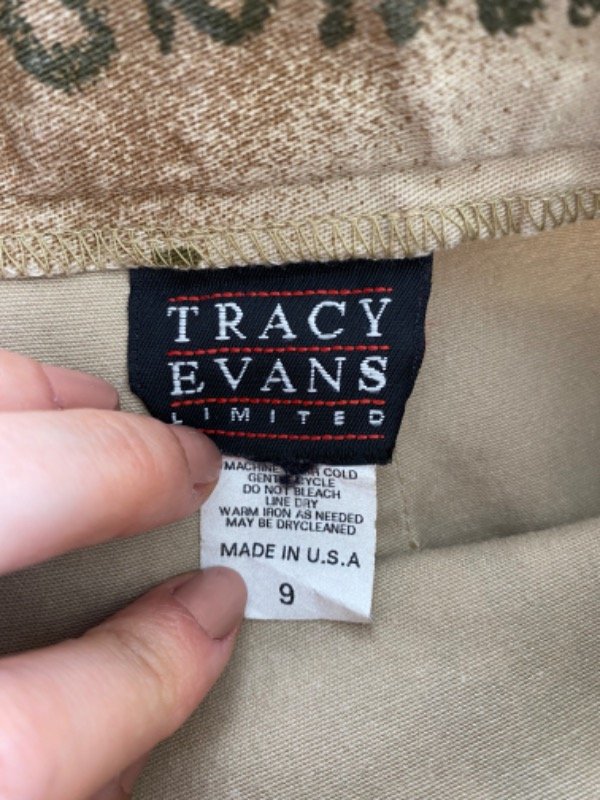 TRACY
EVANS
LIMITED
MACHINE COLD
GENTLE CYCLE
DO NOT BLEACH
LINE DRY
WARM IRON AS NEEDED
MAY BE DRYCLEANED
MADE IN U.S.A
9